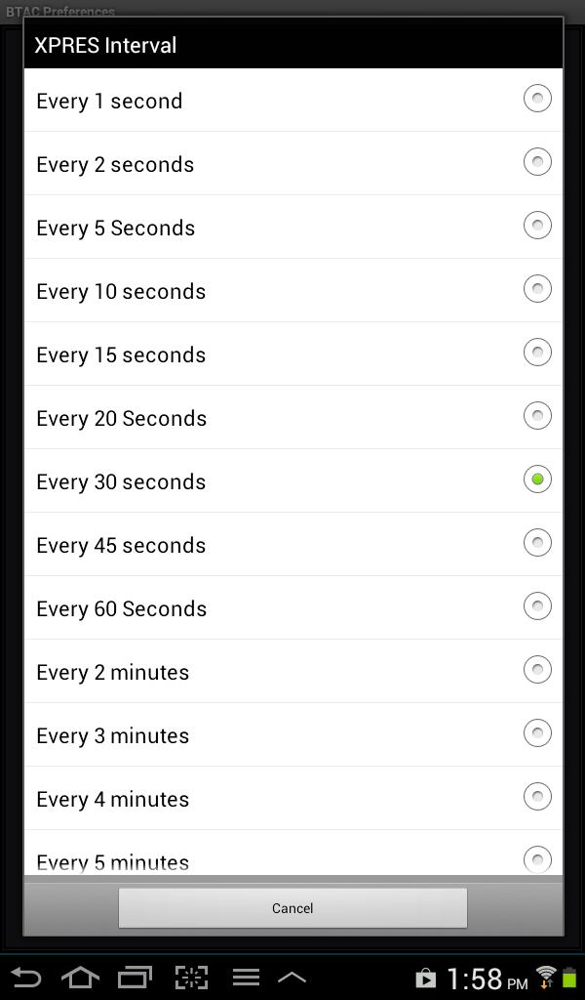 BTAC Preferences
XPRES Interval
Every 1 second
Every 2 seconds
Every 5 Seconds
Every 10 seconds
Every 15 seconds
Every 20 Seconds
Every 30 seconds
Every 45 seconds
Every 60 Seconds
Every 2 minutes
Every 3 minutes
Every 4 minutes
Every 5 minutes
Cancel
1:58 PM